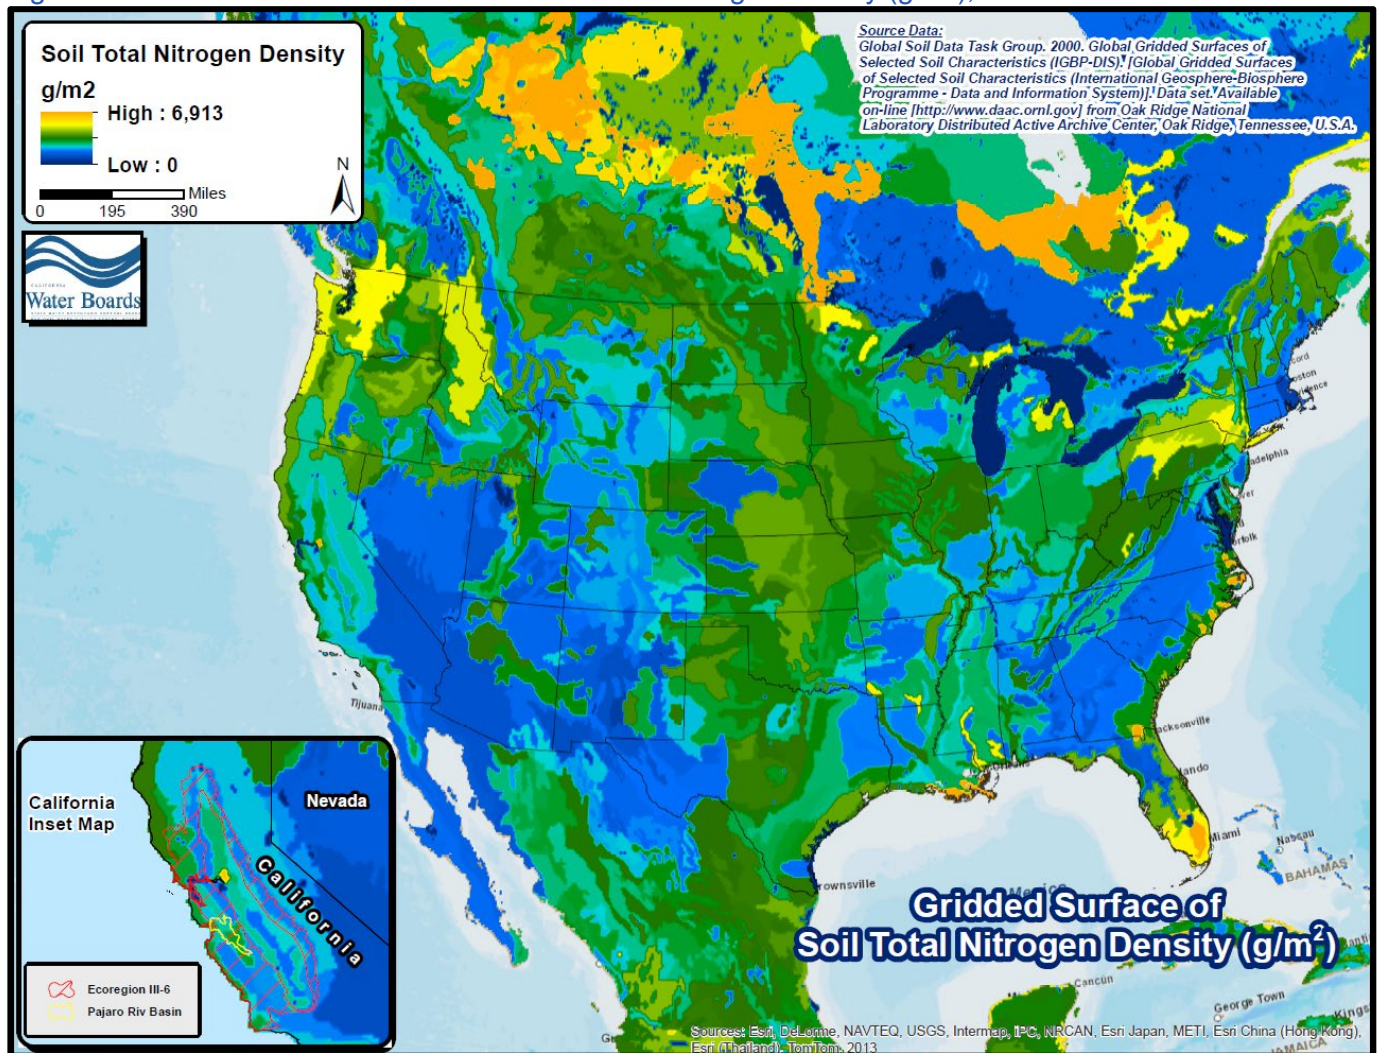 Soil Total Nitrogen Density
g/m2
High : 6,913
Low : 0
Miles
0 195 390
N
CALIFORNIA
Water Boards
Source Data:
Global Soil Data Task Group. 2000. Global Gridded Surfaces of
Selected Soil Characteristics (IGBP-DIS). [Global Gridded Surfaces
of Selected Soil Characteristics (International Geosphere-Biosphere
Programme - Data and Information System)]. Data set. Available
on-line [http://www.daac.ornl.gov] from Oak Ridge National
Laboratory Distributed Active Archive Center, Oak Ridge, Tennessee, U.S.A.
Tijuana
Jacksonville
Miami
Nassau
BAHAMAS
Mexico
Cancún
George Town
JAMAICA
Gridded Surface of
Soil Total Nitrogen Density (g/m²)
California
Inset Map
Nevada
California
Ecoregion III-6
Pajaro Riv Basin
Sources: Esri, DeLorme, NAVTEQ, USGS, Intermap, iPC, NRCAN, Esri Japan, METI, Esri China (Hong Kong),
Esri (Thailand), TomTom, 2013